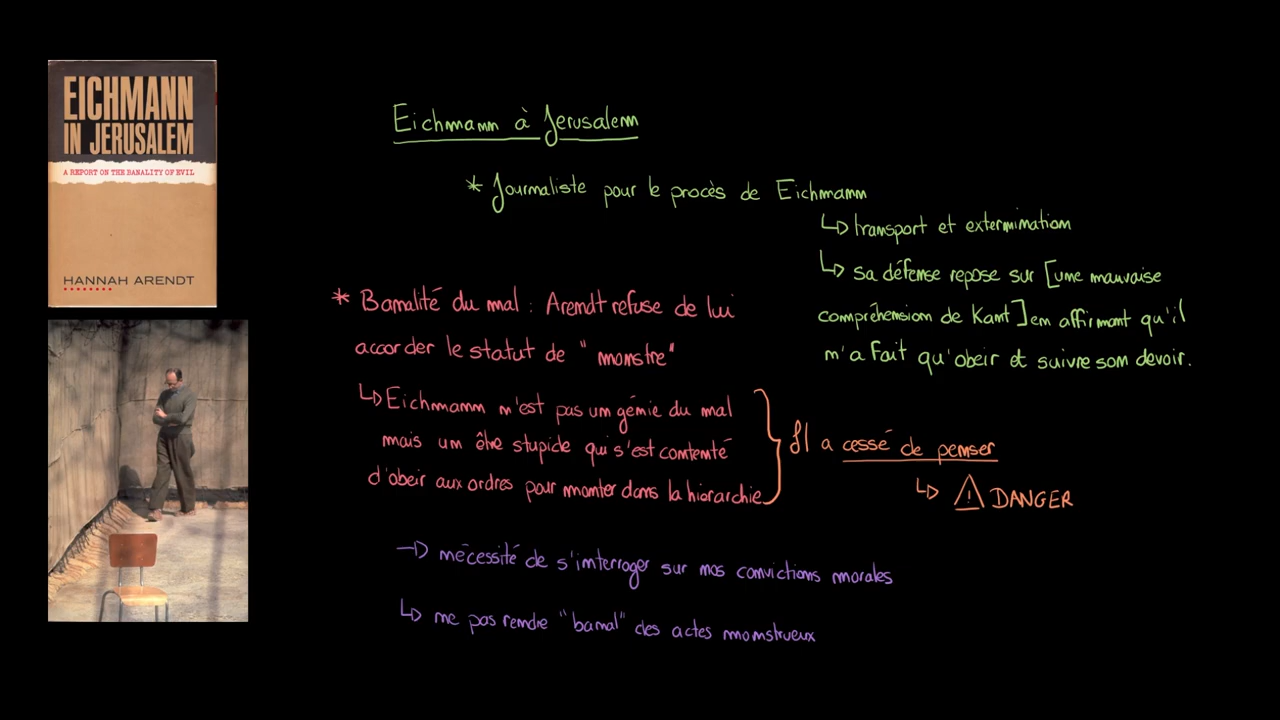 EICHMANN
IN JERUSALEM
A REPORT ON THE BANALITY OF EVIL
HANNAH ARENDT
Eichmann à Jerusalem
* Journaliste pour le procès de Eichmann
↳ transport et extermination
↳ sa défense repose sur [une mauvaise
compréhension de Kant] en affirmant qu'il
n'a fait qu'obeir et suivre son devoir.
* Banalité du mal : Arendt refuse de lui
accorder le statut de "monstre"
↳ Eichmann n'est pas un génie du mal
mais un être stupide qui s'est contenté
d'obeir aux ordres pour monter dans la hiérarchie
Il a cessé de penser
↳ ⚠ DANGER
→ nécessité de s'interroger sur nos convictions morales
↳ ne pas rendre "banal" des actes monstrueux